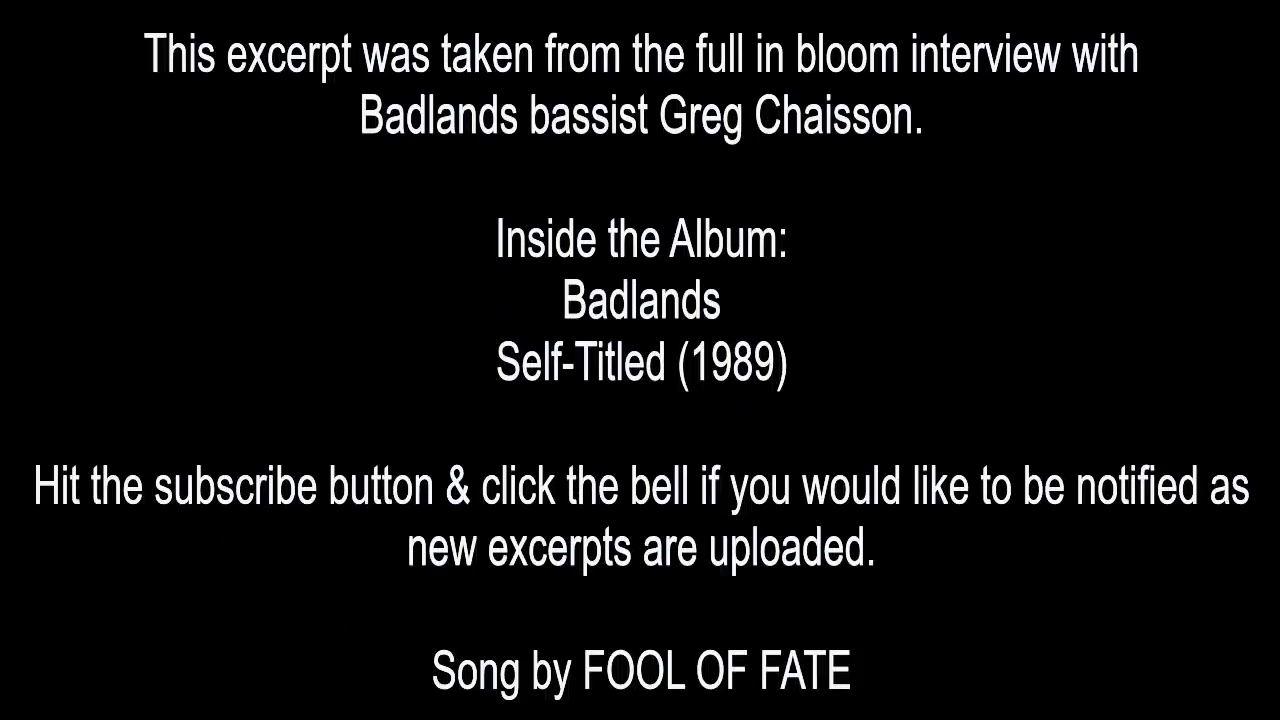 This excerpt was taken from the full in bloom interview with
Badlands bassist Greg Chaisson.
Inside the Album:
Badlands
Self-Titled (1989)
Hit the subscribe button & click the bell if you would like to be notified as
new excerpts are uploaded.
Song by FOOL OF FATE